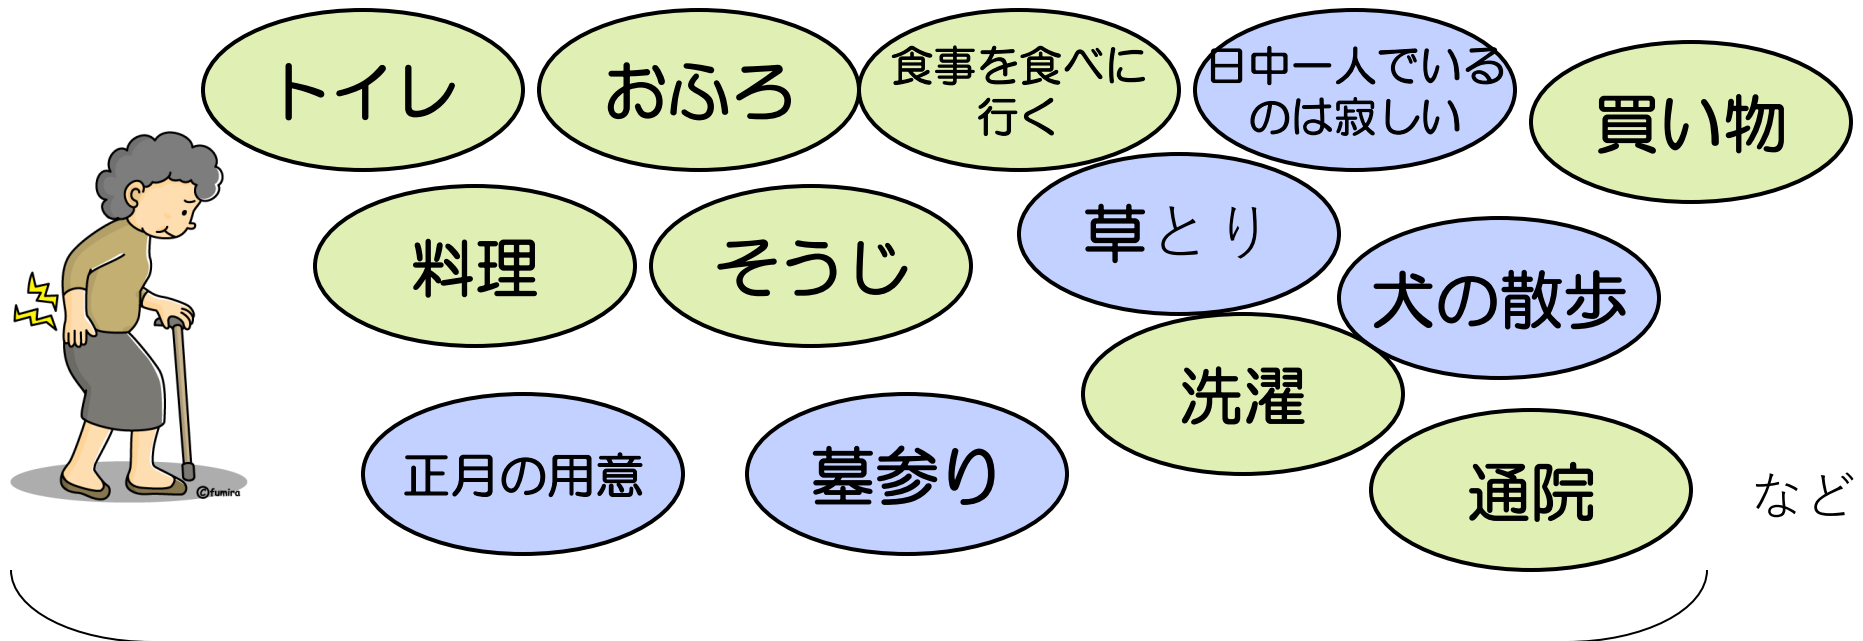 トイレ
おふろ
食事を食べに
行く
日中一人でいる
のは寂しい
買い物
料理
そうじ
草とり
犬の散歩
洗濯
正月の用意
墓参り
通院
など
©fumira